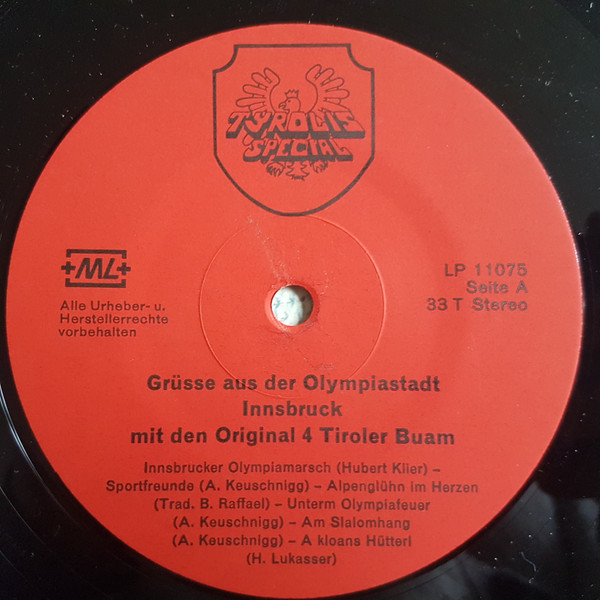 TYROLIS
SPECIAL
+ML+
Alle Urheber- u.
Herstellerrechte
vorbehalten
LP 11075
Seite A
33 T Stereo
Grüsse aus der Olympiastadt
Innsbruck
mit den Original 4 Tiroler Buam
Innsbrucker Olympiamarsch (Hubert Klier) –
Sportfreunde (A. Keuschnigg) – Alpenglühn im Herzen
(Trad. B. Raffael) – Unterm Olympiafeuer
(A. Keuschnigg) – Am Slalomhang
(A. Keuschnigg) – A kloans Hütterl
(H. Lukasser)